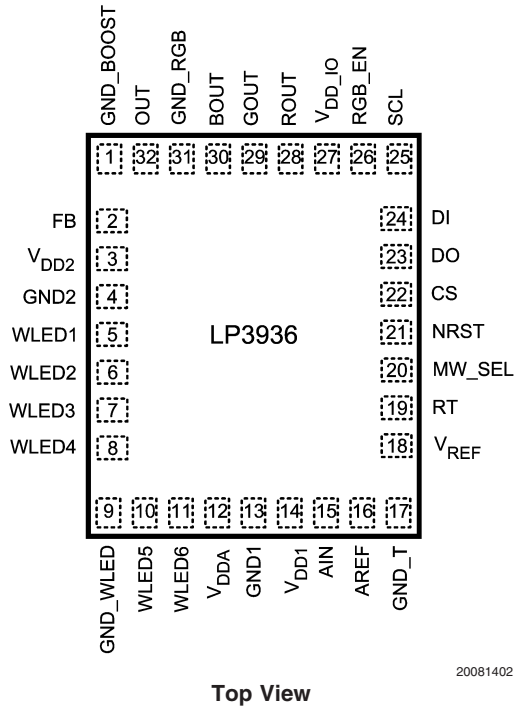 GND_BOOST
OUT
GND_RGB
BOUT
GOUT
ROUT
VDD_IO
RGB_EN
SCL
1 32 31 30 29 28 27 26 25
FB 2
VDD2 3
GND2 4
WLED1 5
WLED2 6
WLED3 7
WLED4 8
LP3936
24 DI
23 DO
22 CS
21 NRST
20 MW_SEL
19 RT
18 VREF
9 10 11 12 13 14 15 16 17
GND_WLED
WLED5
WLED6
VDDA
GND1
VDD1
AIN
AREF
GND_T
20081402
Top View